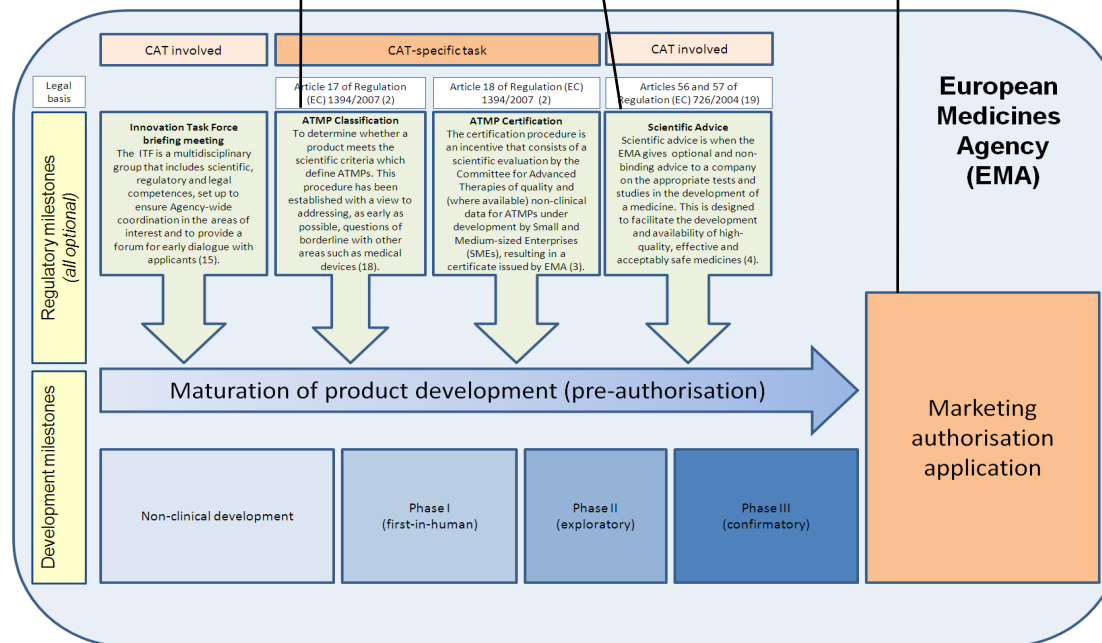 CAT involved
CAT-specific task
CAT involved
Legal
basis
Article 17 of Regulation
(EC) 1394/2007 (2)
Article 18 of Regulation (EC)
1394/2007 (2)
Articles 56 and 57 of
Regulation (EC) 726/2004 (19)
European
Medicines
Agency
(EMA)
Regulatory milestones
(all optional)
Innovation Task Force
briefing meeting
The ITF is a multidisciplinary
group that includes scientific,
regulatory and legal
competences, set up to
ensure Agency-wide
coordination in the areas of
interest and to provide a
forum for early dialogue with
applicants (15).
ATMP Classification
To determine whether a
product meets the
scientific criteria which
define ATMPs. This
procedure has been
established with a view to
addressing, as early as
possible, questions of
borderline with other
areas such as medical
devices (18).
ATMP Certification
The certification procedure is
an incentive that consists of a
scientific evaluation by the
Committee for Advanced
Therapies of quality and
(where available) non-clinical
data for ATMPs under
development by Small and
Medium-sized Enterprises
(SMEs), resulting in a
certificate issued by EMA (3).
Scientific Advice
Scientific advice is when the
EMA gives optional and non-
binding advice to a company
on the appropriate tests and
studies in the development of
a medicine. This is designed
to facilitate the development
and availability of high-
quality, effective and
acceptably safe medicines (4).
Maturation of product development (pre-authorisation)
Marketing
authorisation
application
Development milestones
Non-clinical development
Phase I
(first-in-human)
Phase II
(exploratory)
Phase III
(confirmatory)